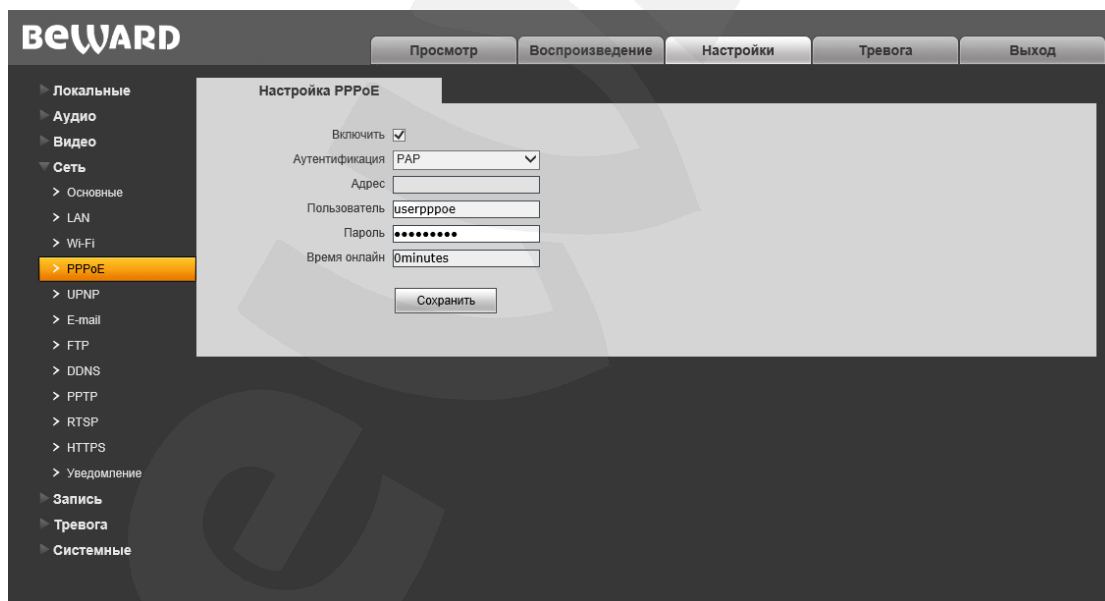 BEWARD
Просмотр
Воспроизведение
Настройки
Тревога
Выход
Локальные
Аудио
Видео
Сеть
Основные
LAN
Wi-Fi
PPPoE
UPNP
E-mail
FTP
DDNS
PPTP
RTSP
HTTPS
Уведомление
Запись
Тревога
Системные
Настройка PPPoE
Включить
Аутентификация PAP
Адрес
Пользователь userpppoe
Пароль •••••••••
Время онлайн 0minutes
Сохранить